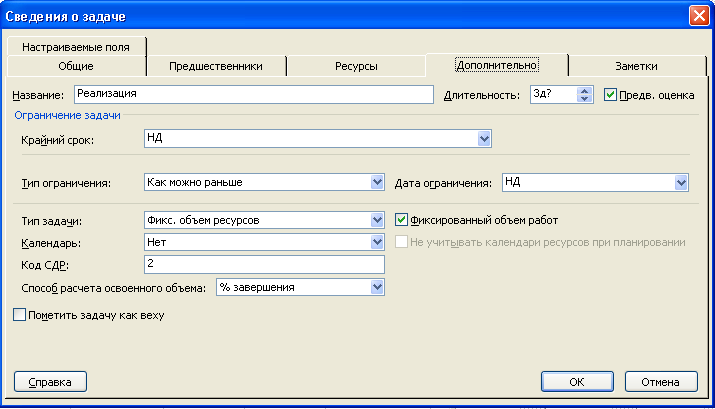 Сведения о задаче
Настраиваемые поля
Общие Предшественники Ресурсы Дополнительно Заметки
Название: Реализация Длительность: 3д? Предв. оценка
Ограничение задачи
Крайний срок: НД
Тип ограничения: Как можно раньше Дата ограничения: НД
Тип задачи: Фикс. объем ресурсов Фиксированный объем работ
Календарь: Нет Не учитывать календари ресурсов при планировании
Код СДР: 2
Способ расчета освоенного объема: % завершения
Пометить задачу как веху
Справка ОК Отмена